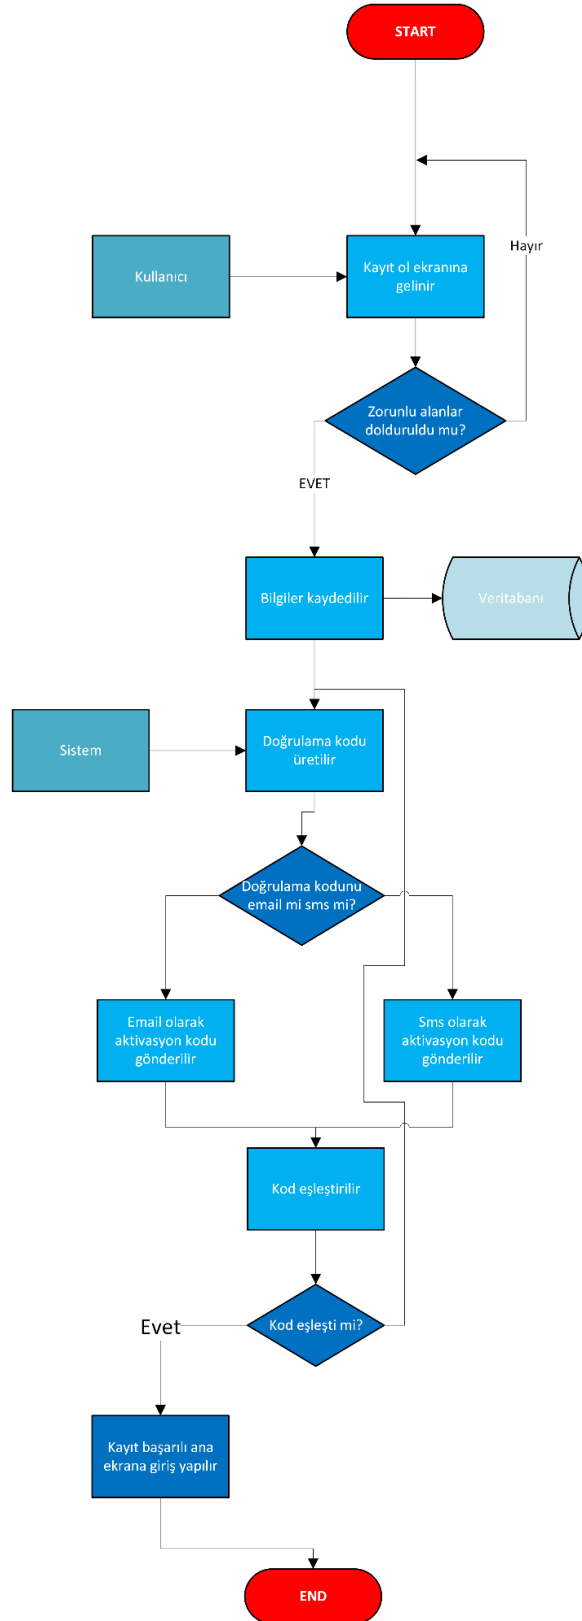 START
Hayır
Kullanıcı
Kayıt ol ekranına
gelinir
Zorunlu alanlar
dolduruldu mu?
EVET
Bilgiler kaydedilir
Veritabanı
Sistem
Doğrulama kodu
üretilir
Doğrulama kodunu
email mi sms mi?
Email olarak
aktivasyon kodu
gönderilir
Sms olarak
aktivasyon kodu
gönderilir
Kod eşleştirilir
Kod eşleşti mi?
Evet
Kayıt başarılı ana
ekrana giriş yapılır
END